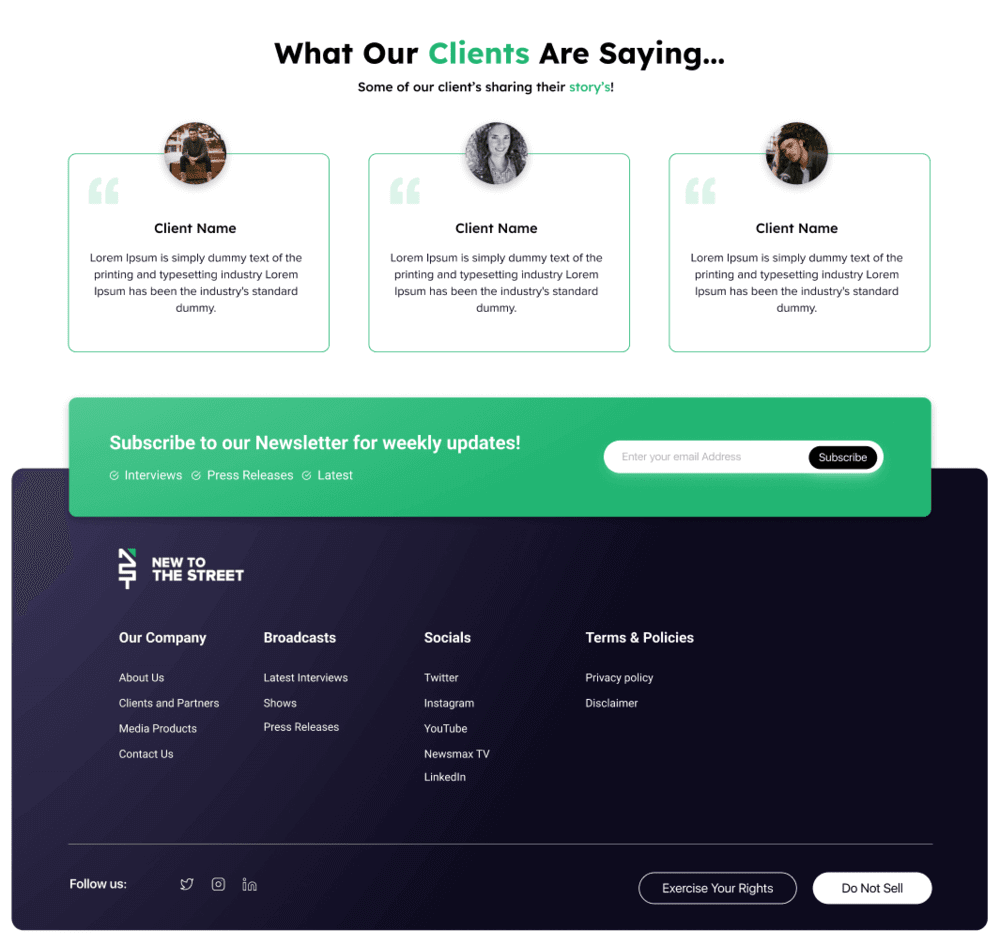 What Our Clients Are Saying...
Some of our client's sharing their story's!
Client Name
Lorem Ipsum is simply dummy text of the
printing and typesetting industry Lorem
Ipsum has been the industry's standard
dummy.
Client Name
Lorem Ipsum is simply dummy text of the
printing and typesetting industry Lorem
Ipsum has been the industry's standard
dummy.
Client Name
Lorem Ipsum is simply dummy text of the
printing and typesetting industry Lorem
Ipsum has been the industry's standard
dummy.
Subscribe to our Newsletter for weekly updates!
Interviews Press Releases Latest
Enter your email Address
Subscribe
NEW TO
THE STREET
Our Company
About Us
Clients and Partners
Media Products
Contact Us
Broadcasts
Latest Interviews
Shows
Press Releases
Socials
Twitter
Instagram
YouTube
Newsmax TV
LinkedIn
Terms & Policies
Privacy policy
Disclaimer
Follow us:
Exercise Your Rights
Do Not Sell